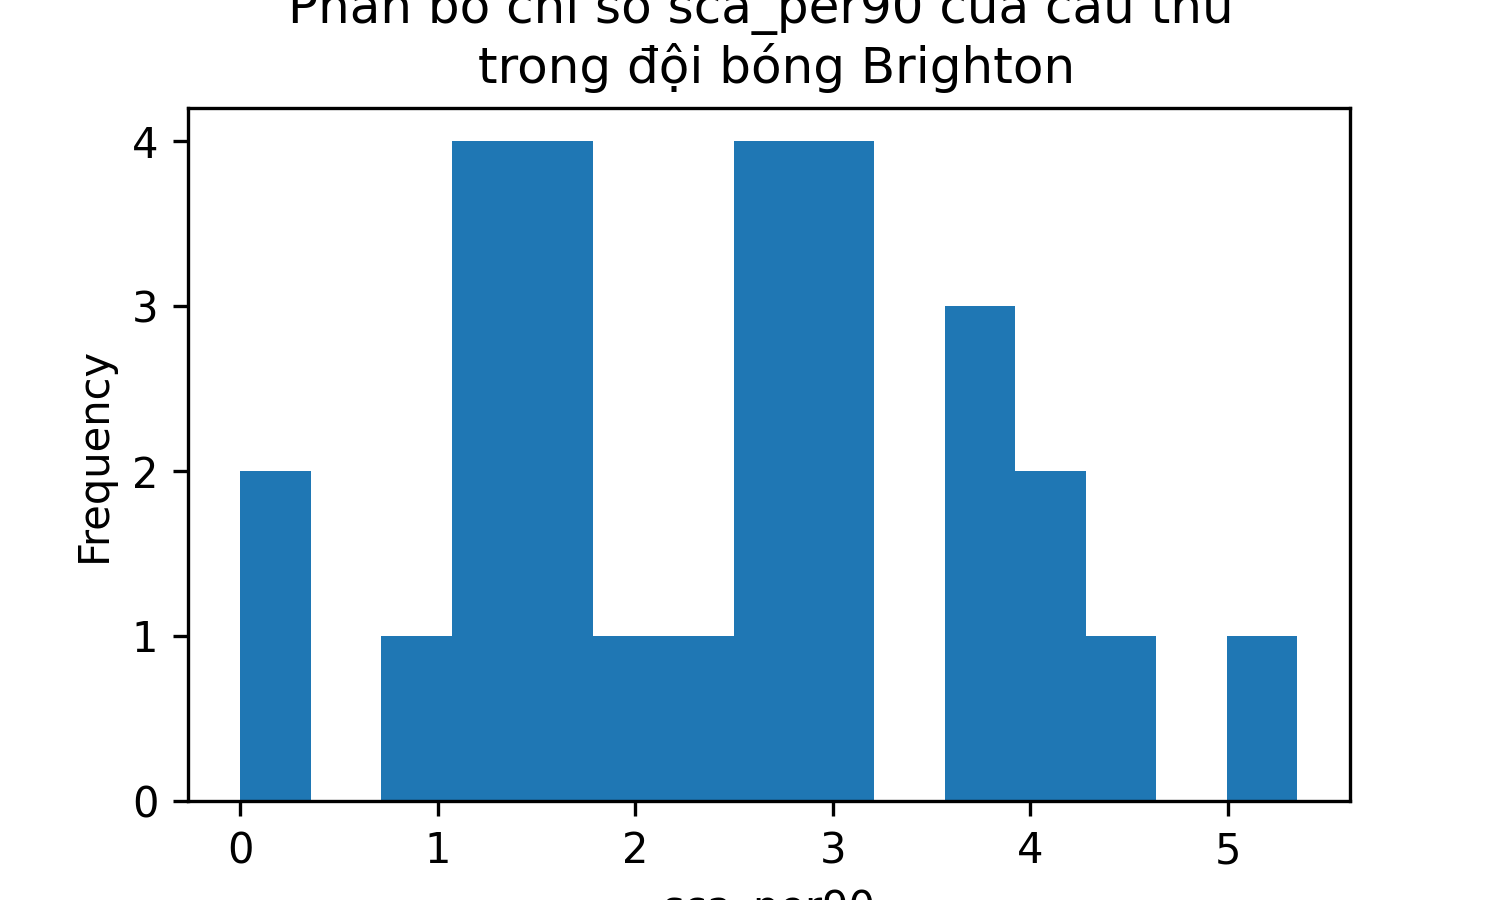 Phân bố chỉ số sca_per90 của cầu thủ
trong đội bóng Brighton
4
3
2
1
0
Frequency
0 1 2 3 4 5
sca_per90